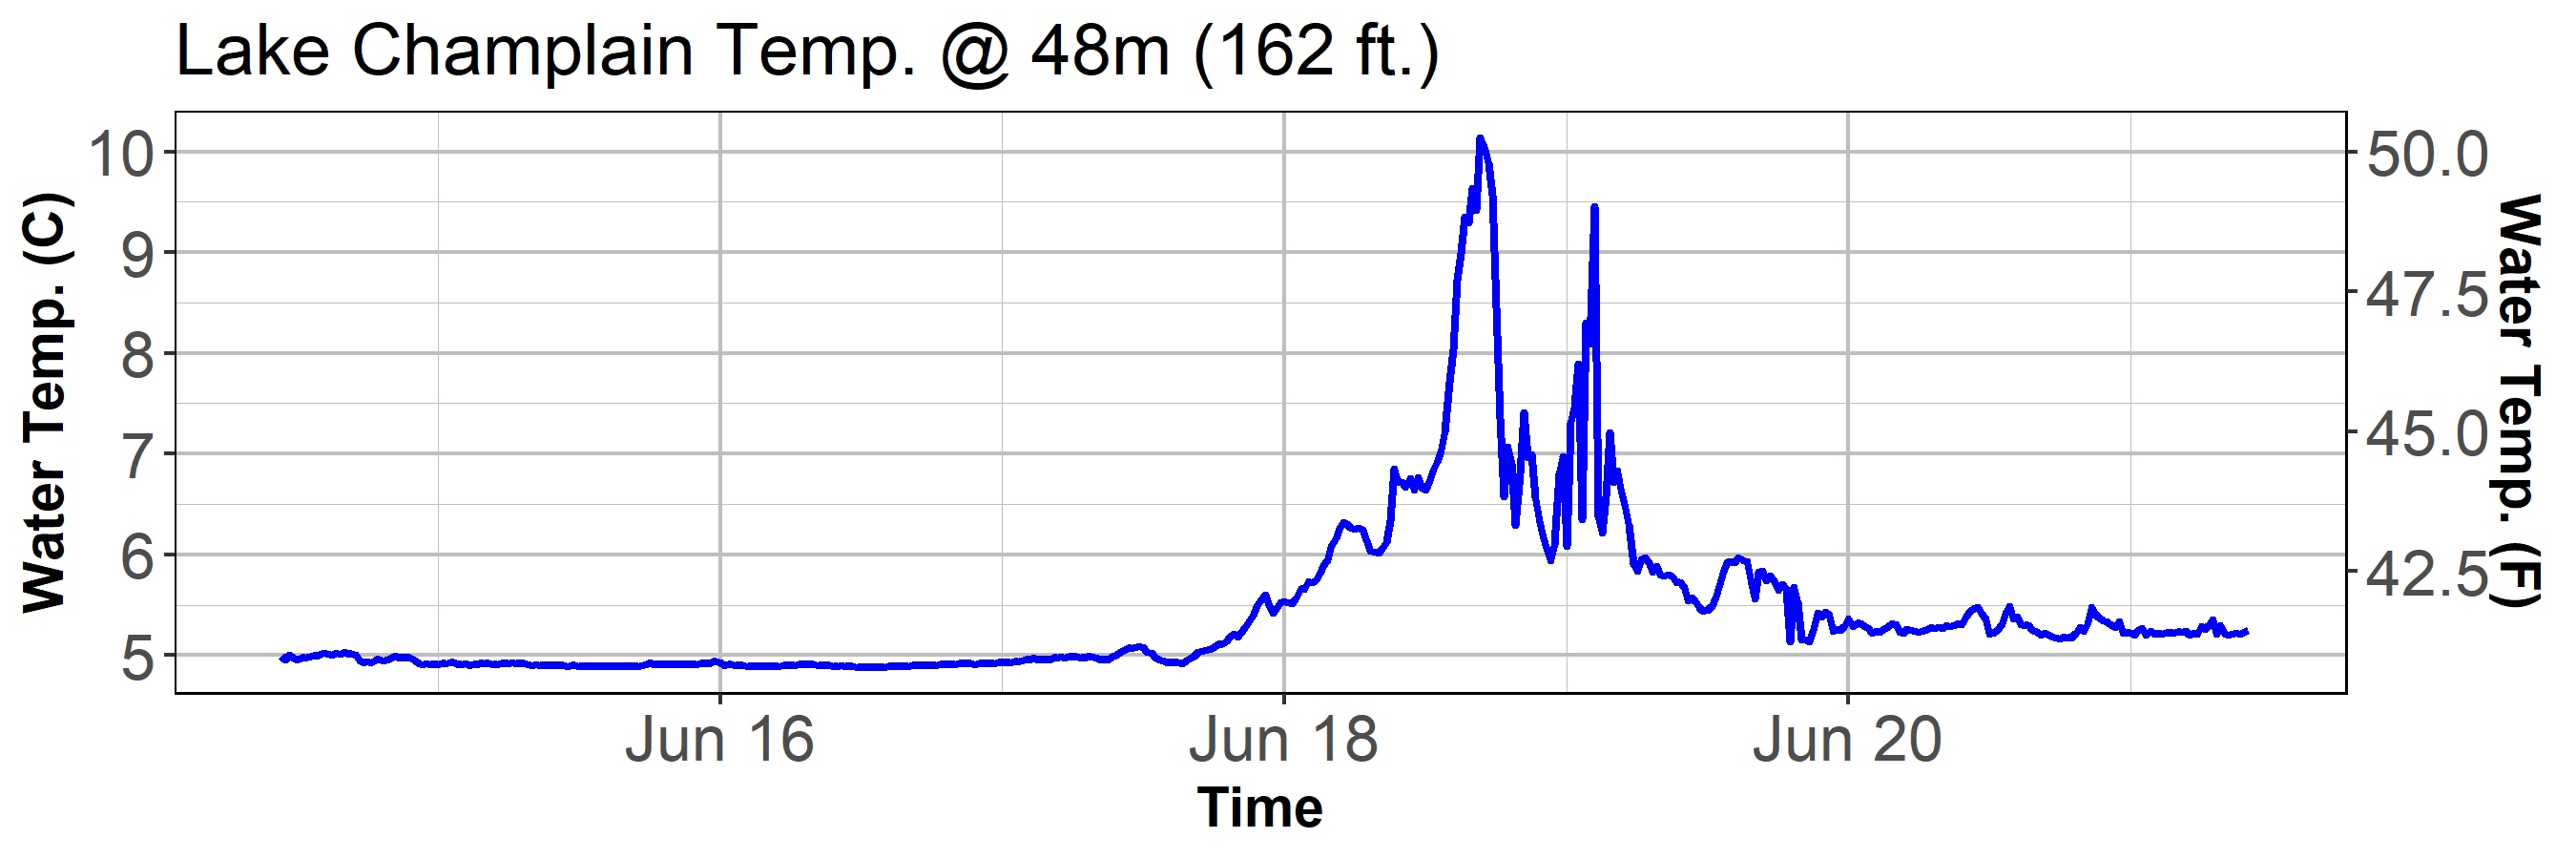 Lake Champlain Temp. @ 48m (162 ft.)
Water Temp. (C)
10
9
8
7
6
5
50.0
47.5
45.0
42.5
Water Temp. (F)
Jun 16
Jun 18
Jun 20
Time